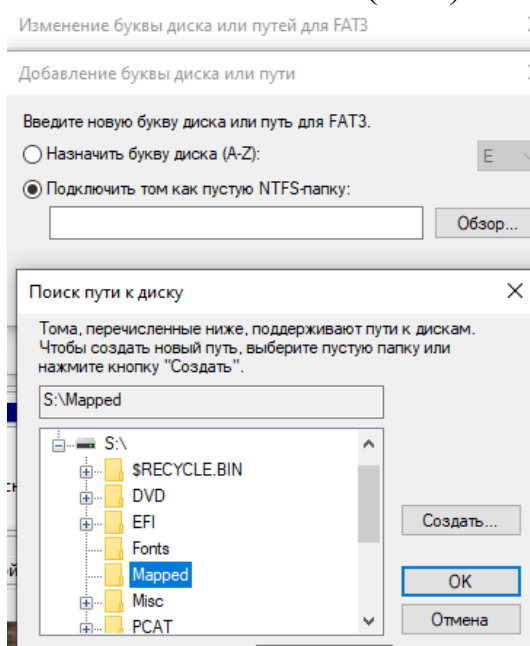 Изменение буквы диска или путей для FAT3
Добавление буквы диска или пути
Введите новую букву диска или путь для FAT3.
Назначить букву диска (A-Z):
E
Подключить том как пустую NTFS-папку:
Обзор...
Поиск пути к диску
Тома, перечисленные ниже, поддерживают пути к дискам.
Чтобы создать новый путь, выберите пустую папку или
нажмите кнопку "Создать".
S:\Mapped
S:\
$RECYCLE.BIN
DVD
EFI
Fonts
Mapped
Misc
PCAT
Создать...
OK
Отмена